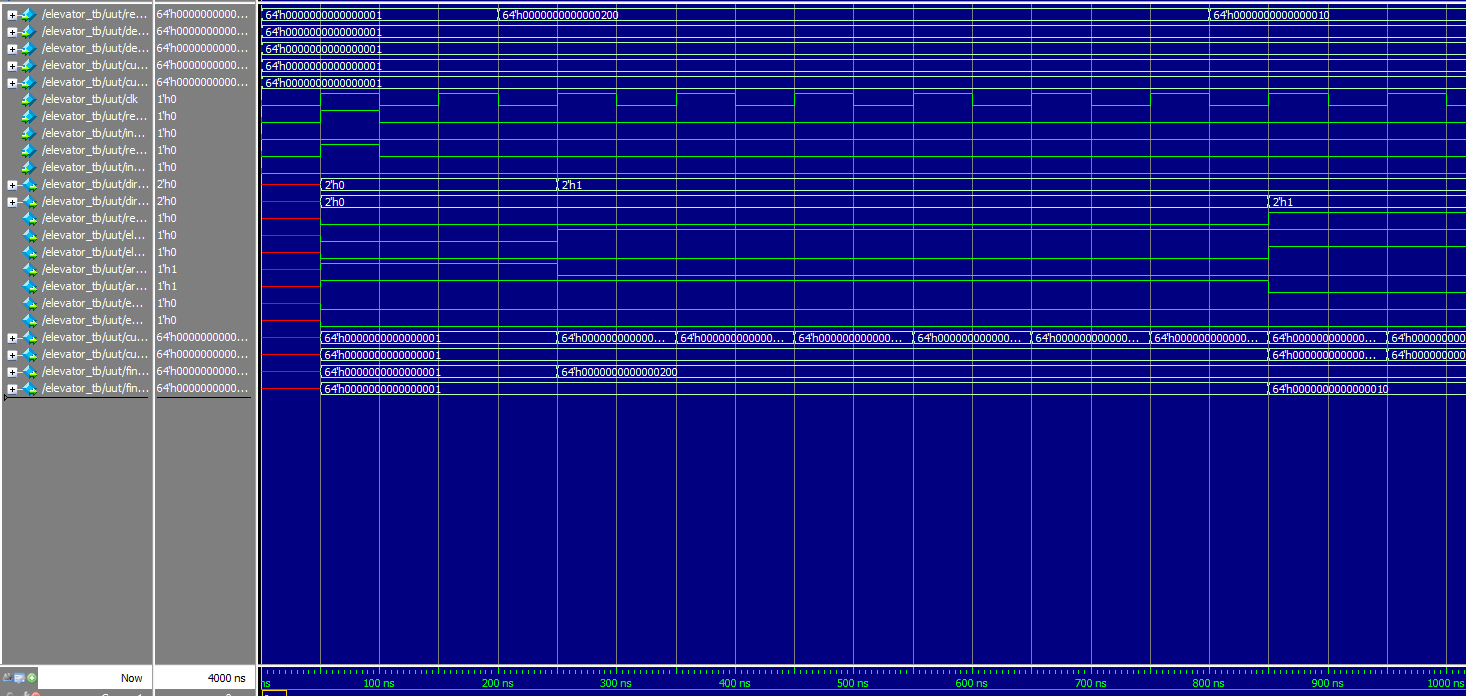 /elevator_tb/uut/re... 64'h0000000000... 64'h0000000000000001 64'h0000000000000200 64'h0000000000000010
/elevator_tb/uut/de... 64'h0000000000... 64'h0000000000000001
/elevator_tb/uut/de... 64'h0000000000... 64'h0000000000000001
/elevator_tb/uut/cu... 64'h0000000000... 64'h0000000000000001
/elevator_tb/uut/cu... 64'h0000000000... 64'h0000000000000001
/elevator_tb/uut/clk 1'h0
/elevator_tb/uut/re... 1'h0
/elevator_tb/uut/in... 1'h0
/elevator_tb/uut/re... 1'h0
/elevator_tb/uut/in... 1'h0
/elevator_tb/uut/dir... 2'h0 2'h0 2'h1
/elevator_tb/uut/dir... 2'h0 2'h0 2'h1
/elevator_tb/uut/re... 1'h0
/elevator_tb/uut/el... 1'h0
/elevator_tb/uut/el... 1'h0
/elevator_tb/uut/ar... 1'h1
/elevator_tb/uut/ar... 1'h1
/elevator_tb/uut/e... 1'h0
/elevator_tb/uut/e... 1'h0
/elevator_tb/uut/cu... 64'h0000000000... 64'h0000000000000001 64'h000000000000... 64'h000000000000... 64'h000000000000... 64'h000000000000... 64'h000000000000... 64'h000000000000... 64'h000000000000... 64'h00000000
/elevator_tb/uut/cu... 64'h0000000000... 64'h0000000000000001 64'h000000000000... 64'h00000000
/elevator_tb/uut/fin... 64'h0000000000... 64'h0000000000000001 64'h0000000000000200
/elevator_tb/uut/fin... 64'h0000000000... 64'h0000000000000001 64'h0000000000000010
Now 4000 ns ns 100 ns 200 ns 300 ns 400 ns 500 ns 600 ns 700 ns 800 ns 900 ns 1000 ns